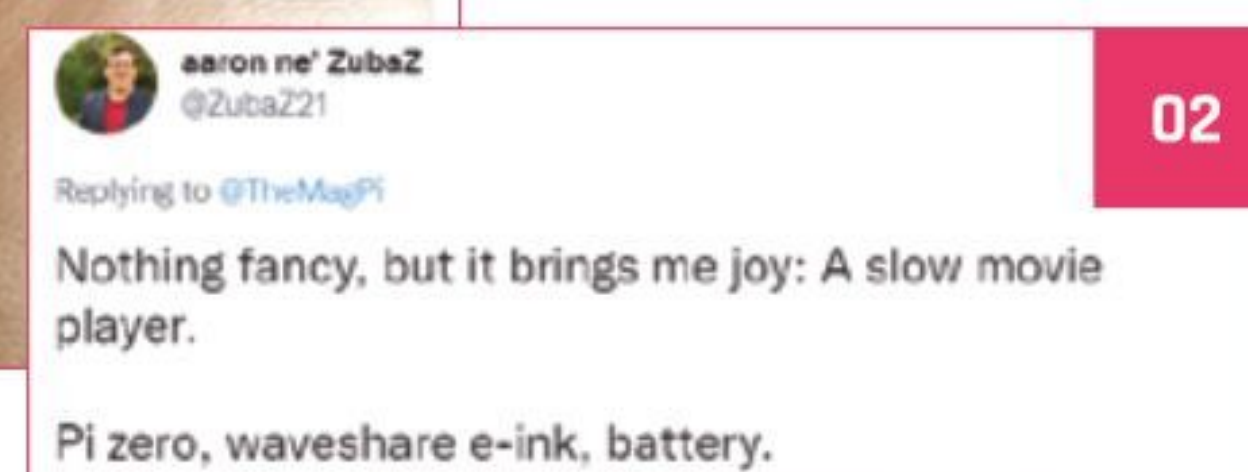 aaron ne' ZubaZ
@ZubaZ21
02
Replying to @TheMagPi
Nothing fancy, but it brings me joy: A slow movie
player.
Pi zero, waveshare e-ink, battery.